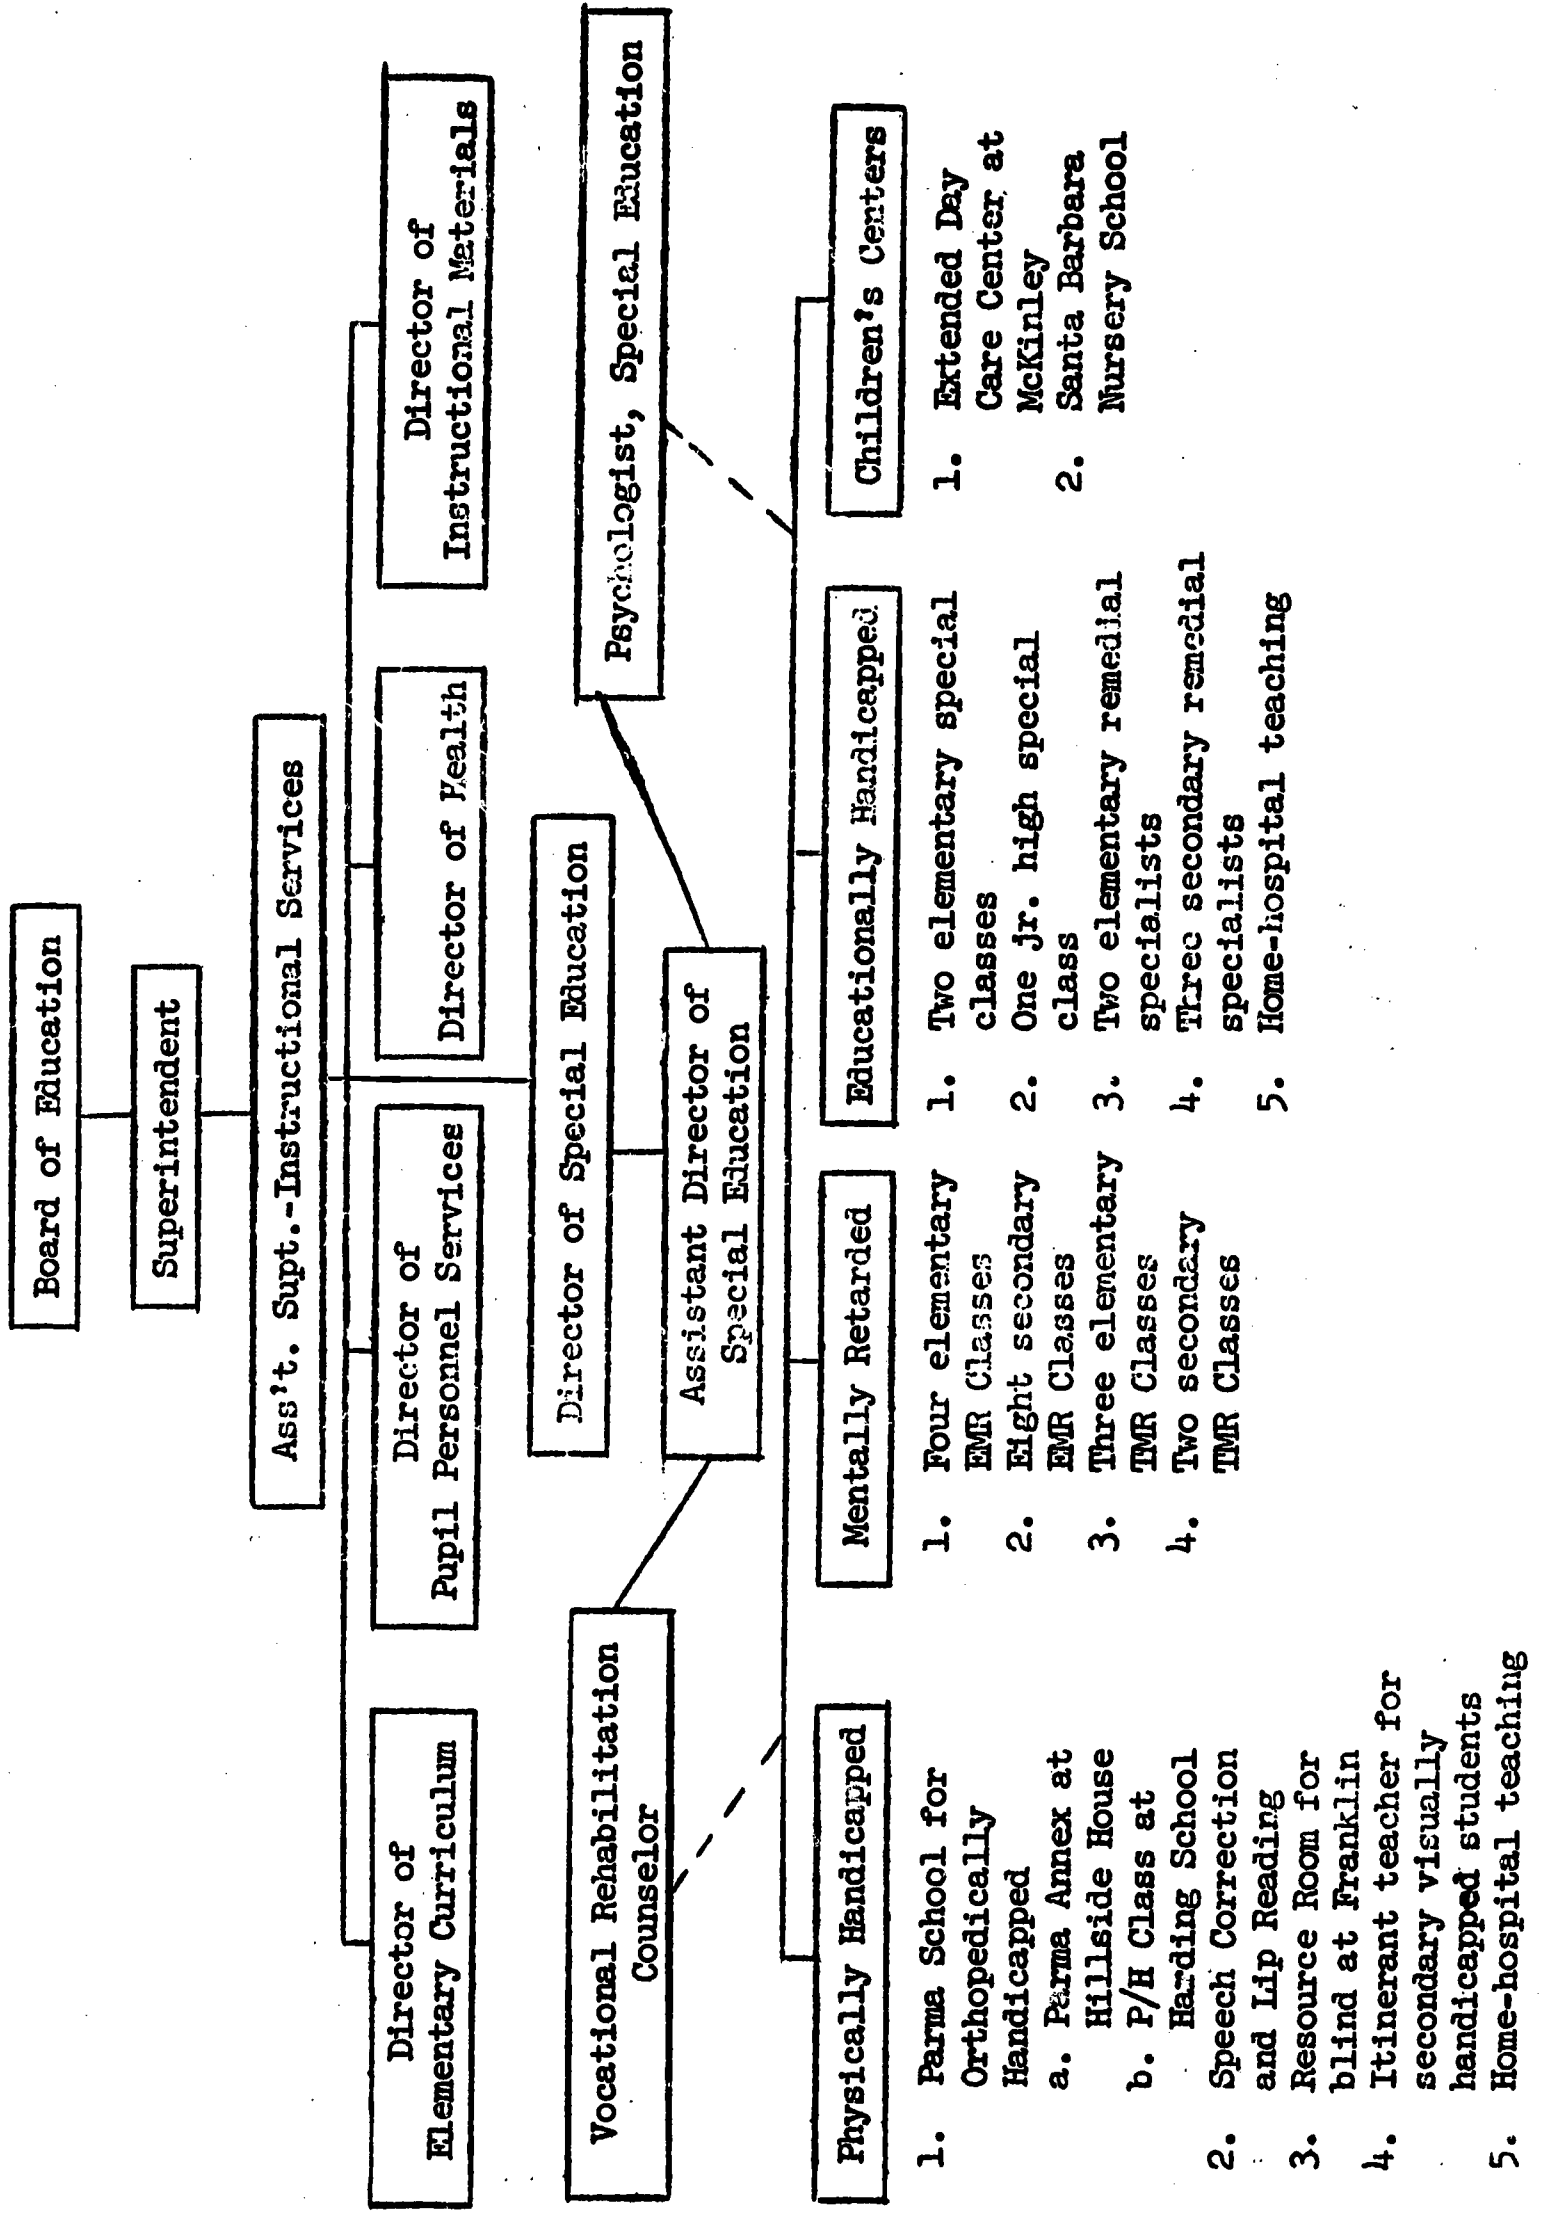 Board of Education
Superintendent
Ass't. Supt.-Instructional Services
Director of
Elementary Curriculum
Director of
Pupil Personnel Services
Director of Health
Director of
Instructional Materials
Director of Special Education
Vocational Rehabilitation
Counselor
Assistant Director of
Special Education
Psychologist, Special Education
Physically Handicapped
1. Parma School for
Orthopedically
Handicapped
a. Parma Annex at
Hillside House
b. P/H Class at
Harding School
2. Speech Correction
and Lip Reading
3. Resource Room for
blind at Franklin
4. Itinerant teacher for
secondary visually
handicapped students
5. Home-hospital teaching
Mentally Retarded
1. Four elementary
EMR Classes
2. Eight secondary
EMR Classes
3. Three elementary
TMR Classes
4. Two secondary
TMR Classes
Educationally Handicapped
1. Two elementary special
classes
2. One jr. high special
class
3. Two elementary remedial
specialists
4. Three secondary remedial
specialists
5. Home-hospital teaching
Children's Centers
1. Extended Day
Care Center at
McKinley
2. Santa Barbara
Nursery School